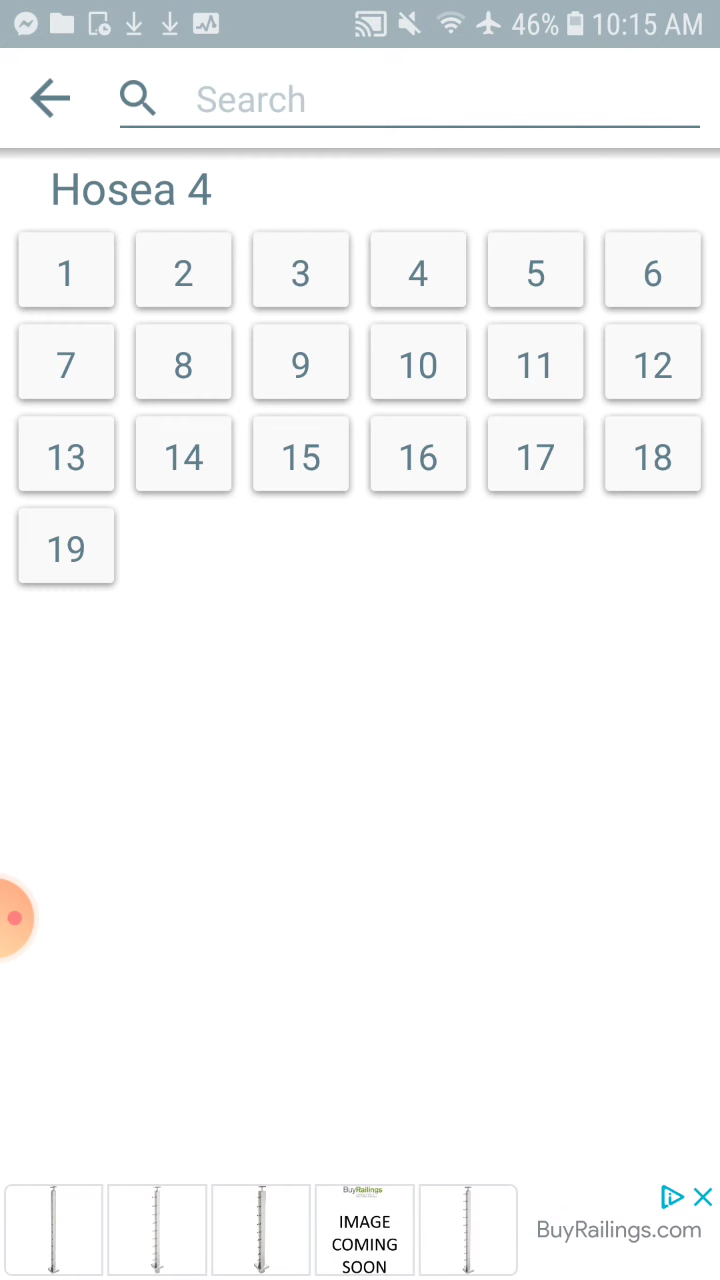 46% 10:15 AM
Search
Hosea 4
1 2 3 4 5 6
7 8 9 10 11 12
13 14 15 16 17 18
19
BuyRailings
IMAGE
COMING
SOON
BuyRailings.com